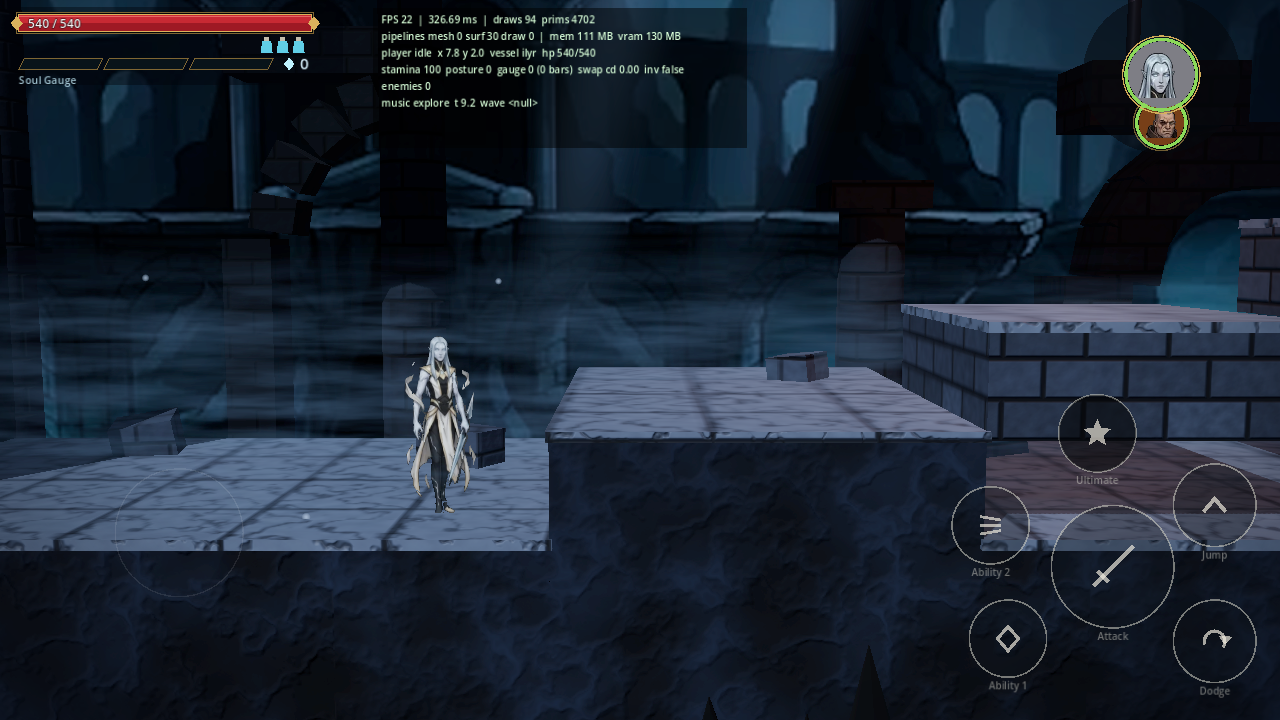 540 / 540
0
Soul Gauge
FPS 22 | 326.69 ms | draws 94 prims 4702
pipelines mesh 0 surf 30 draw 0 | mem 111 MB vram 130 MB
player idle x 7.8 y 2.0 vessel ilyr hp 540/540
stamina 100 posture 0 gauge 0 (0 bars) swap cd 0.00 inv false
enemies 0
music explore t 9.2 wave <null>
Ultimate
Jump
Ability 2
Attack
Ability 1
Dodge